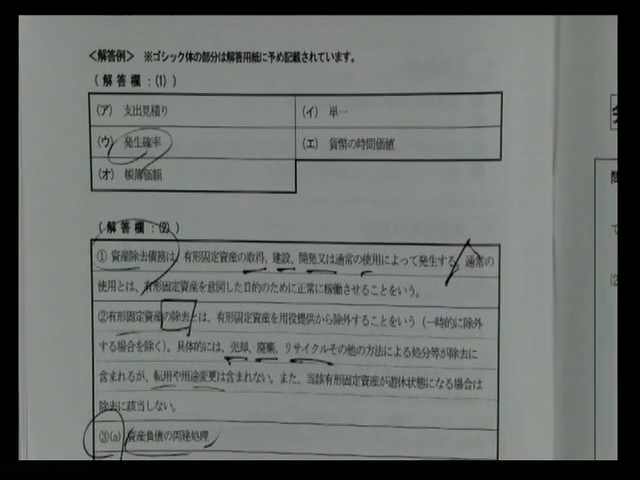 <解答例> ※ゴシック体の部分は解答用紙に予め記載されています。
(解答欄:(1))
(ア) 支出見積り
(イ) 単一
(ウ) 発生確率
(エ) 貨幣の時間価値
(オ) 帳簿価額
(解答欄:(2))
①資産除去債務は、有形固定資産の取得、建設、開発又は通常の使用によって発生する。通常の
使用とは、有形固定資産を意図した目的のために正常に稼働させることをいう。
②有形固定資産の除去とは、有形固定資産を用役提供から除外することをいう(一時的に除外
する場合を除く)。具体的には、売却、廃棄、リサイクルその他の方法による処分等が除去に
含まれるが、転用や用途変更は含まれない。また、当該有形固定資産が遊休状態になる場合は
除去に該当しない。
③(a) 資産負債の両建処理
問